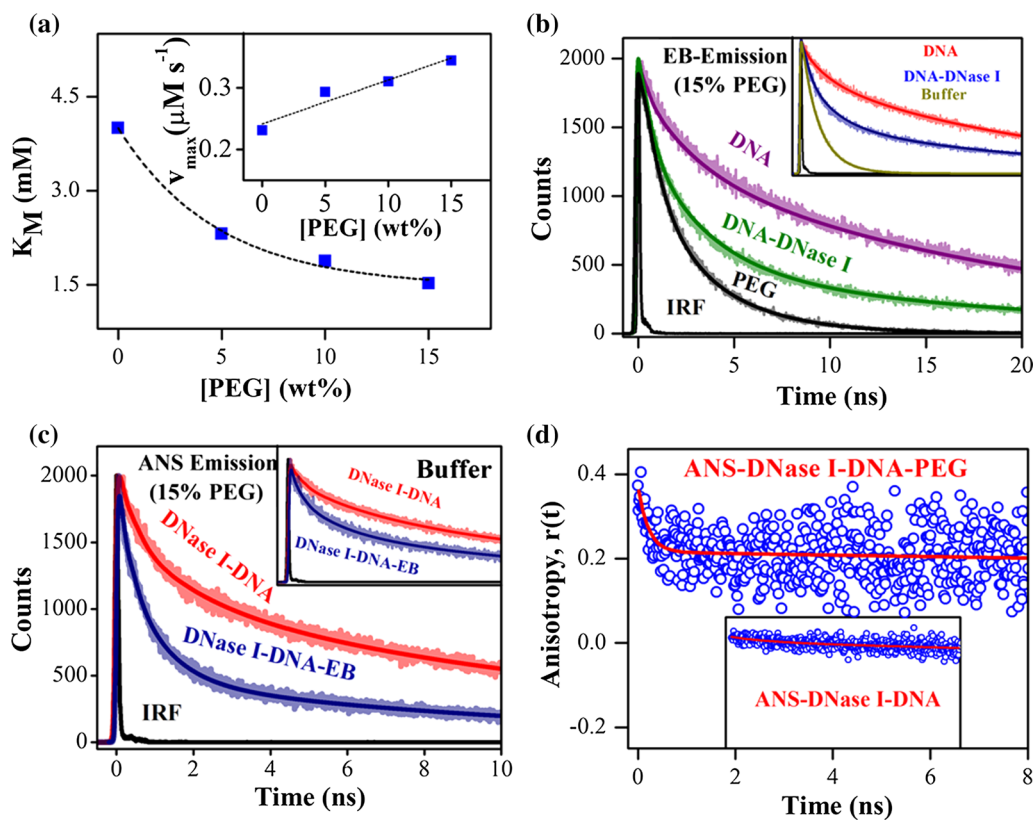 (a)
4.5
3.0
1.5
K_M (mM)
0
5
10
15
[PEG] (wt%)
v_max (μM s⁻¹)
0.3
0.2
0
5
10
15
[PEG] (wt%)
(b)
2000
1500
1000
500
0
Counts
EB-Emission
(15% PEG)
DNA
DNA-DNase I
PEG
IRF
DNA
DNA-DNase I
Buffer
0
5
10
15
20
Time (ns)
(c)
2000
1500
1000
500
0
Counts
ANS Emission
(15% PEG)
DNase I-DNA
DNase I-DNA-EB
IRF
Buffer
DNase I-DNA
DNase I-DNA-EB
0
2
4
6
8
10
Time (ns)
(d)
0.4
0.2
0.0
-0.2
Anisotropy, r(t)
ANS-DNase I-DNA-PEG
ANS-DNase I-DNA
2
4
6
8
Time (ns)